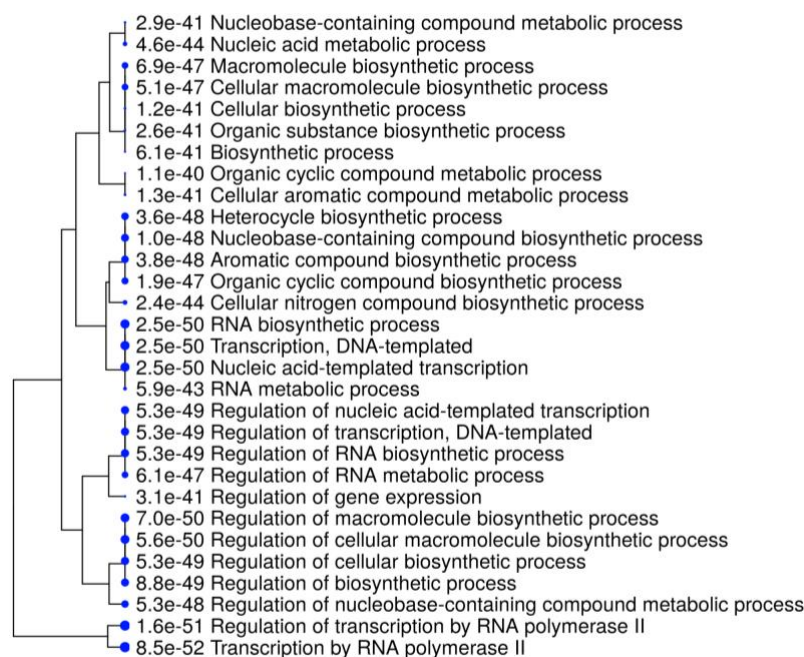 2.9e-41 Nucleobase-containing compound metabolic process
4.6e-44 Nucleic acid metabolic process
6.9e-47 Macromolecule biosynthetic process
5.1e-47 Cellular macromolecule biosynthetic process
1.2e-41 Cellular biosynthetic process
2.6e-41 Organic substance biosynthetic process
6.1e-41 Biosynthetic process
1.1e-40 Organic cyclic compound metabolic process
1.3e-41 Cellular aromatic compound metabolic process
3.6e-48 Heterocycle biosynthetic process
1.0e-48 Nucleobase-containing compound biosynthetic process
3.8e-48 Aromatic compound biosynthetic process
1.9e-47 Organic cyclic compound biosynthetic process
2.4e-44 Cellular nitrogen compound biosynthetic process
2.5e-50 RNA biosynthetic process
2.5e-50 Transcription, DNA-templated
2.5e-50 Nucleic acid-templated transcription
5.9e-43 RNA metabolic process
5.3e-49 Regulation of nucleic acid-templated transcription
5.3e-49 Regulation of transcription, DNA-templated
5.3e-49 Regulation of RNA biosynthetic process
6.1e-47 Regulation of RNA metabolic process
3.1e-41 Regulation of gene expression
7.0e-50 Regulation of macromolecule biosynthetic process
5.6e-50 Regulation of cellular macromolecule biosynthetic process
5.3e-49 Regulation of cellular biosynthetic process
8.8e-49 Regulation of biosynthetic process
5.3e-48 Regulation of nucleobase-containing compound metabolic process
1.6e-51 Regulation of transcription by RNA polymerase II
8.5e-52 Transcription by RNA polymerase II